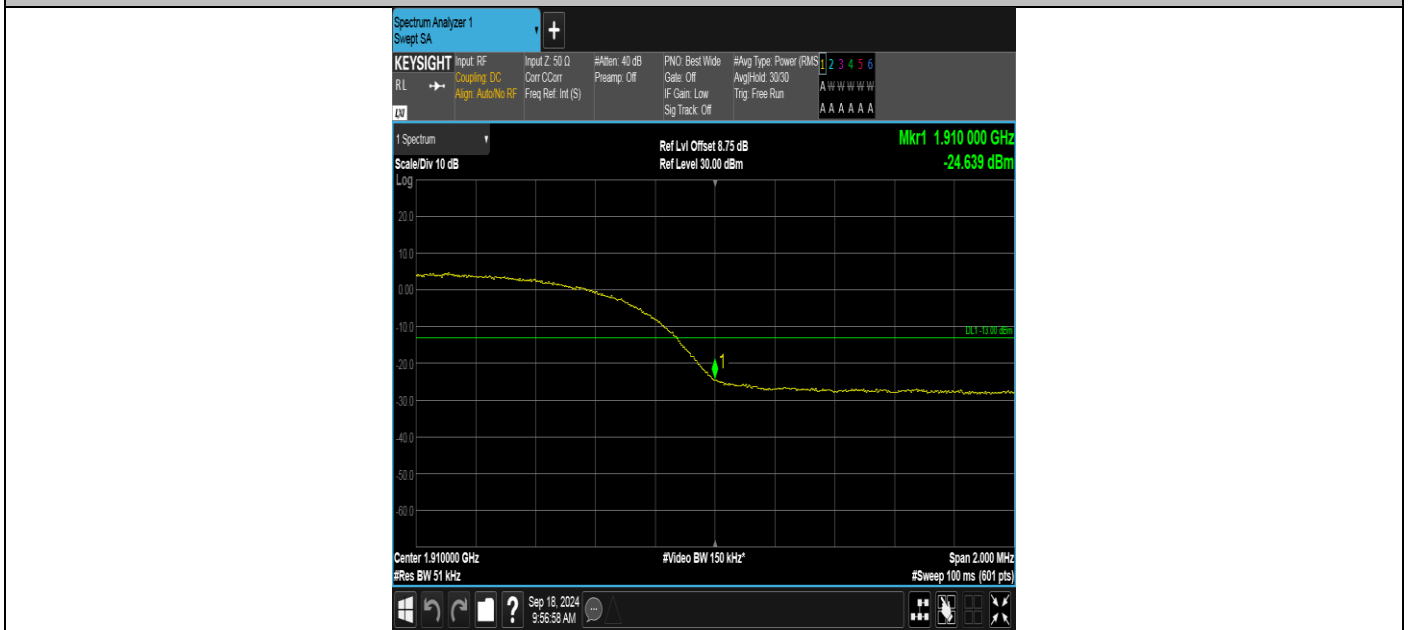 Spectrum Analyzer 1
Swept SA
+
KEYSIGHT Input: RF Input Z: 50 Ω #Atten: 40 dB PNO: Best Wide #Avg Type: Power (RMS 1 2 3 4 5 6
RL Coupling: DC Corr CCorr Preamp: Off Gate: Off Avg|Hold: 30/30
Align: Auto/No RF Freq Ref: Int (S) IF Gain: Low Trig: Free Run A W W W W W
LXI Sig Track: Off A A A A A A
1 Spectrum Ref Lvl Offset 8.75 dB Mkr1 1.910 000 GHz
Scale/Div 10 dB Ref Level 30.00 dBm -24.639 dBm
Log
20.0
10.0
0.00
-10.0
DL1 -13.00 dBm
1
-20.0
-30.0
-40.0
-50.0
-60.0
Center 1.910000 GHz #Video BW 150 kHz* Span 2.000 MHz
#Res BW 51 kHz #Sweep 100 ms (601 pts)
? Sep 18, 2024
9:56:58 AM